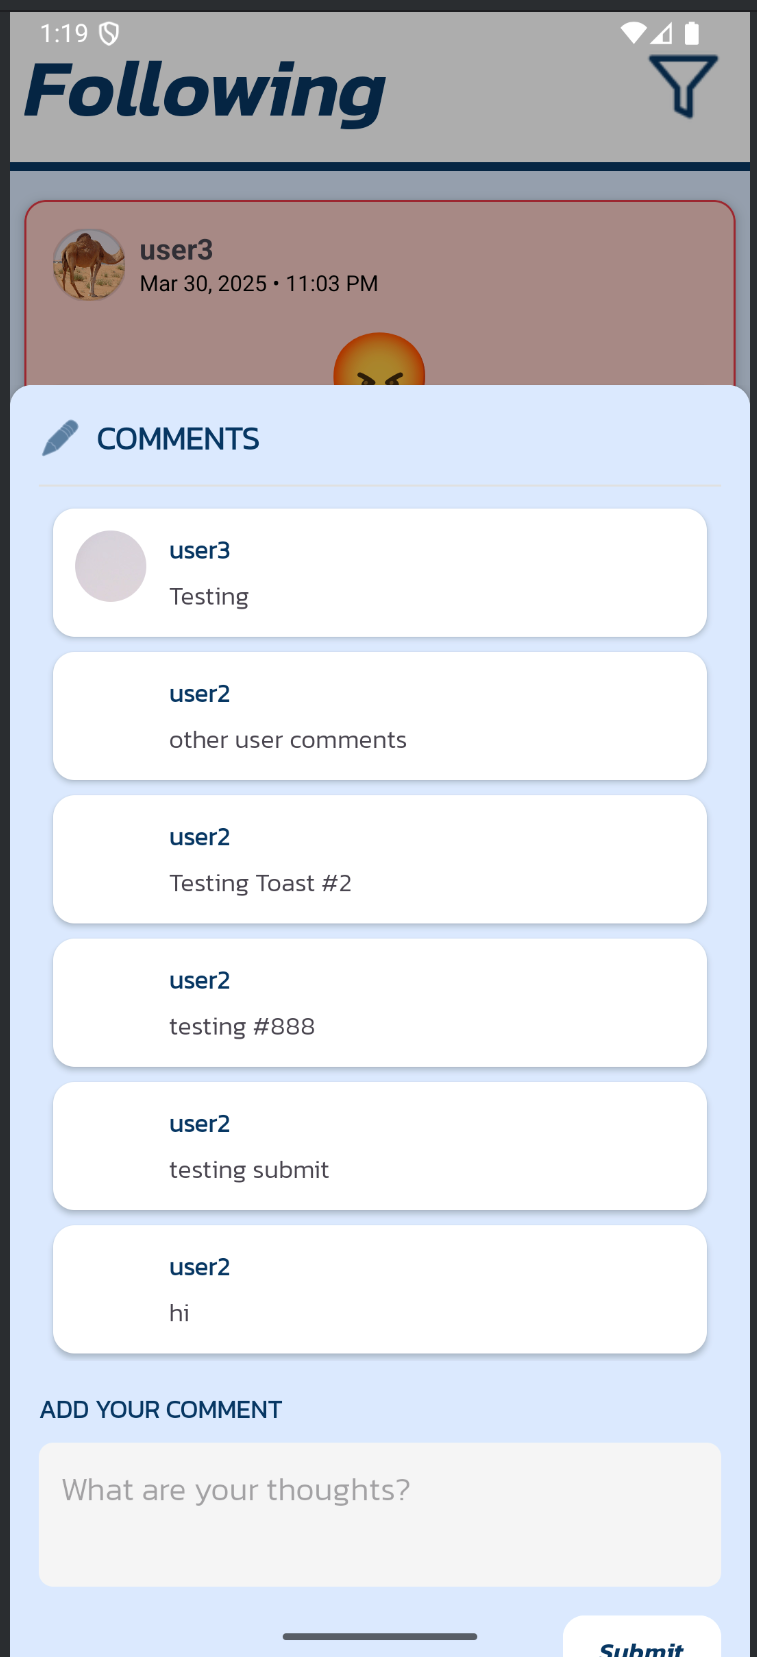 1:19
Following
user3
Mar 30, 2025 • 11:03 PM
COMMENTS
user3
Testing
user2
other user comments
user2
Testing Toast #2
user2
testing #888
user2
testing submit
user2
hi
ADD YOUR COMMENT
What are your thoughts?
Submit